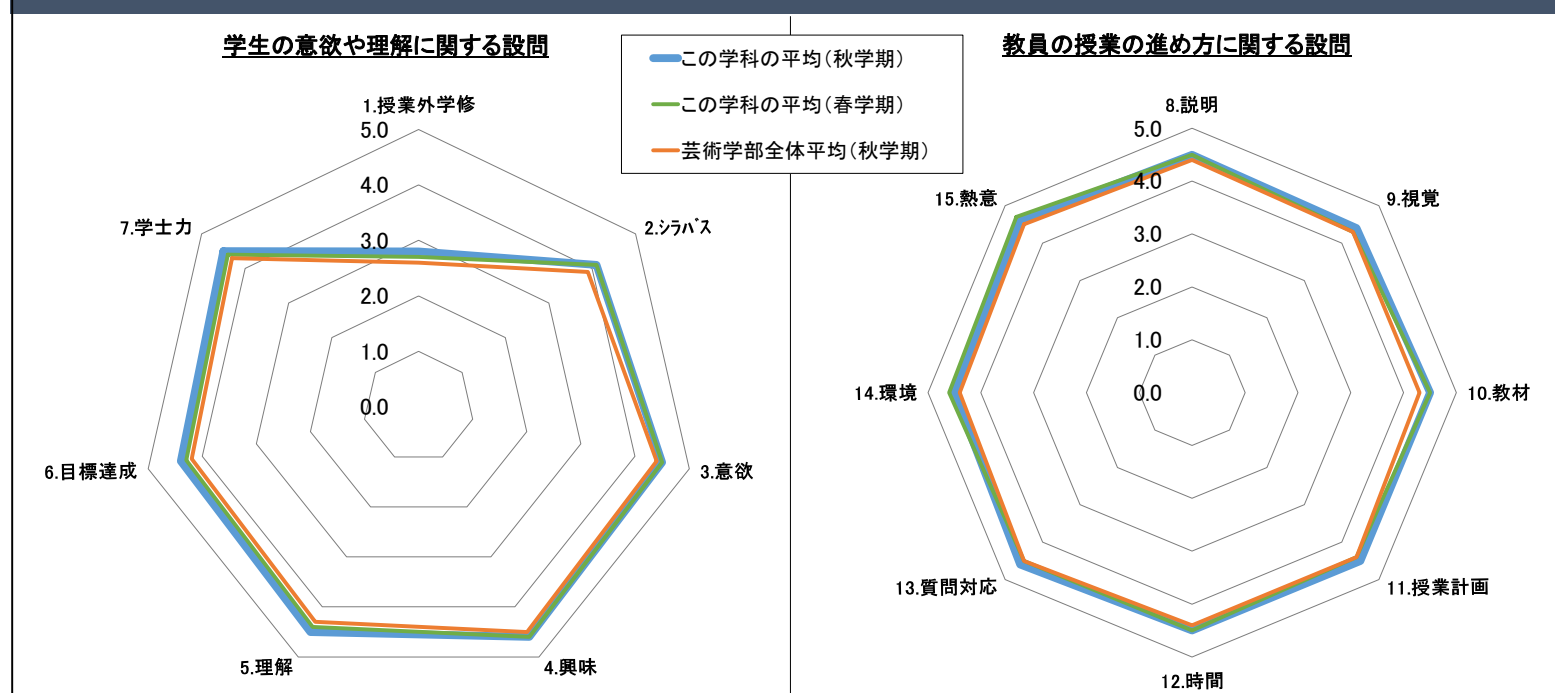 学生の意欲や理解に関する設問
この学科の平均(秋学期)
この学科の平均(春学期)
芸術学部全体平均(秋学期)
教員の授業の進め方に関する設問
1.授業外学修
5.0
4.0
3.0
2.0
1.0
0.0
2.シラバス
3.意欲
4.興味
5.理解
6.目標達成
7.学士力
8.説明
5.0
4.0
3.0
2.0
1.0
0.0
9.視覚
10.教材
11.授業計画
12.時間
13.質問対応
14.環境
15.熱意